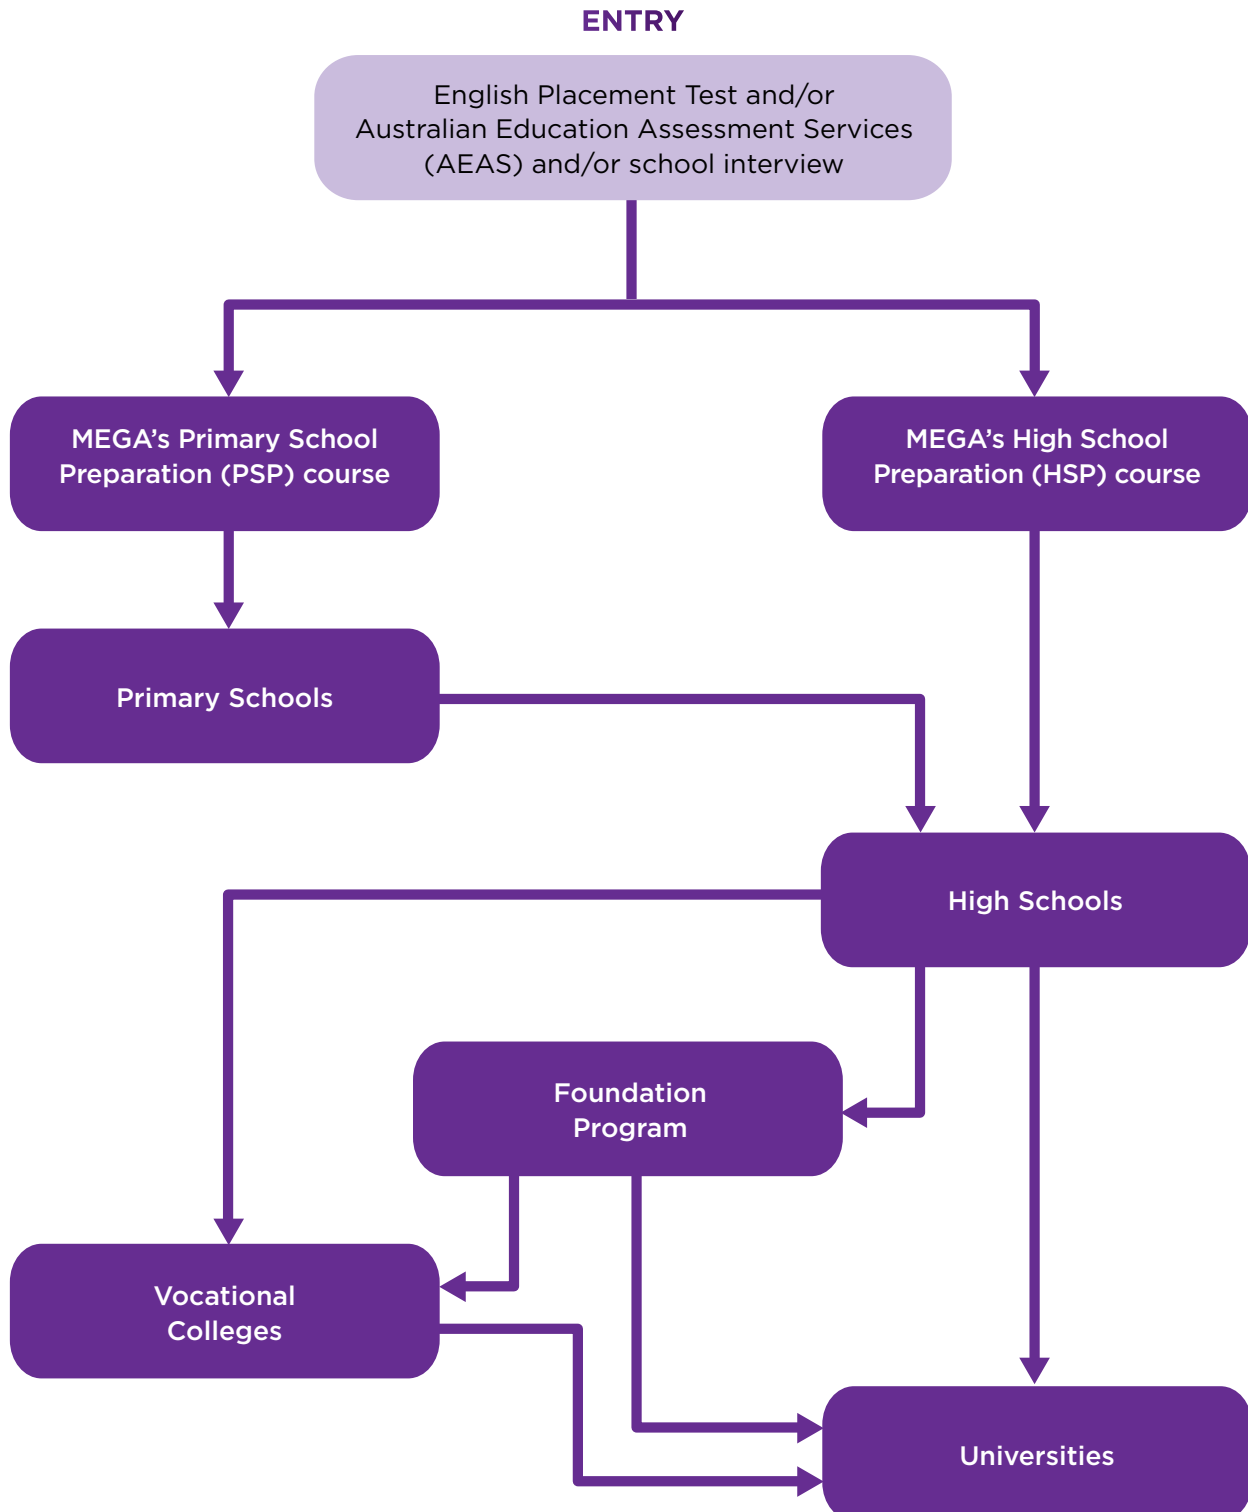 ENTRY
English Placement Test and/or
Australian Education Assessment Services
(AEAS) and/or school interview
MEGA’s Primary School
Preparation (PSP) course
MEGA’s High School
Preparation (HSP) course
Primary Schools
High Schools
Foundation
Program
Vocational
Colleges
Universities